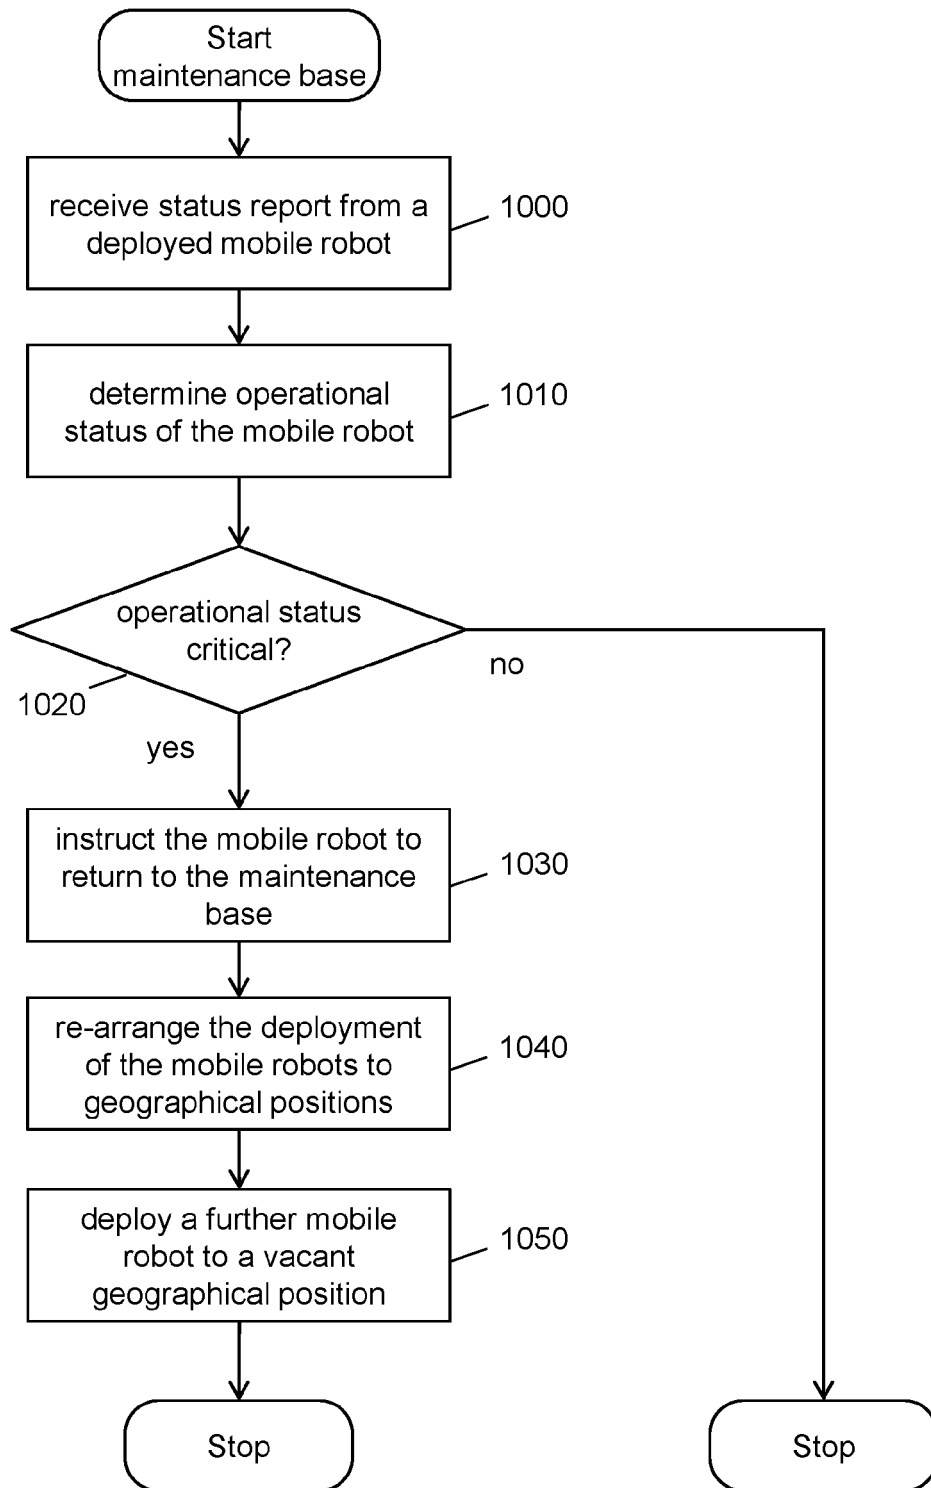 Start
maintenance base
receive status report from a
deployed mobile robot
1000
determine operational
status of the mobile robot
1010
operational status
critical?
no
1020
yes
instruct the mobile robot to
return to the maintenance
base
1030
re-arrange the deployment
of the mobile robots to
geographical positions
1040
deploy a further mobile
robot to a vacant
geographical position
1050
Stop
Stop